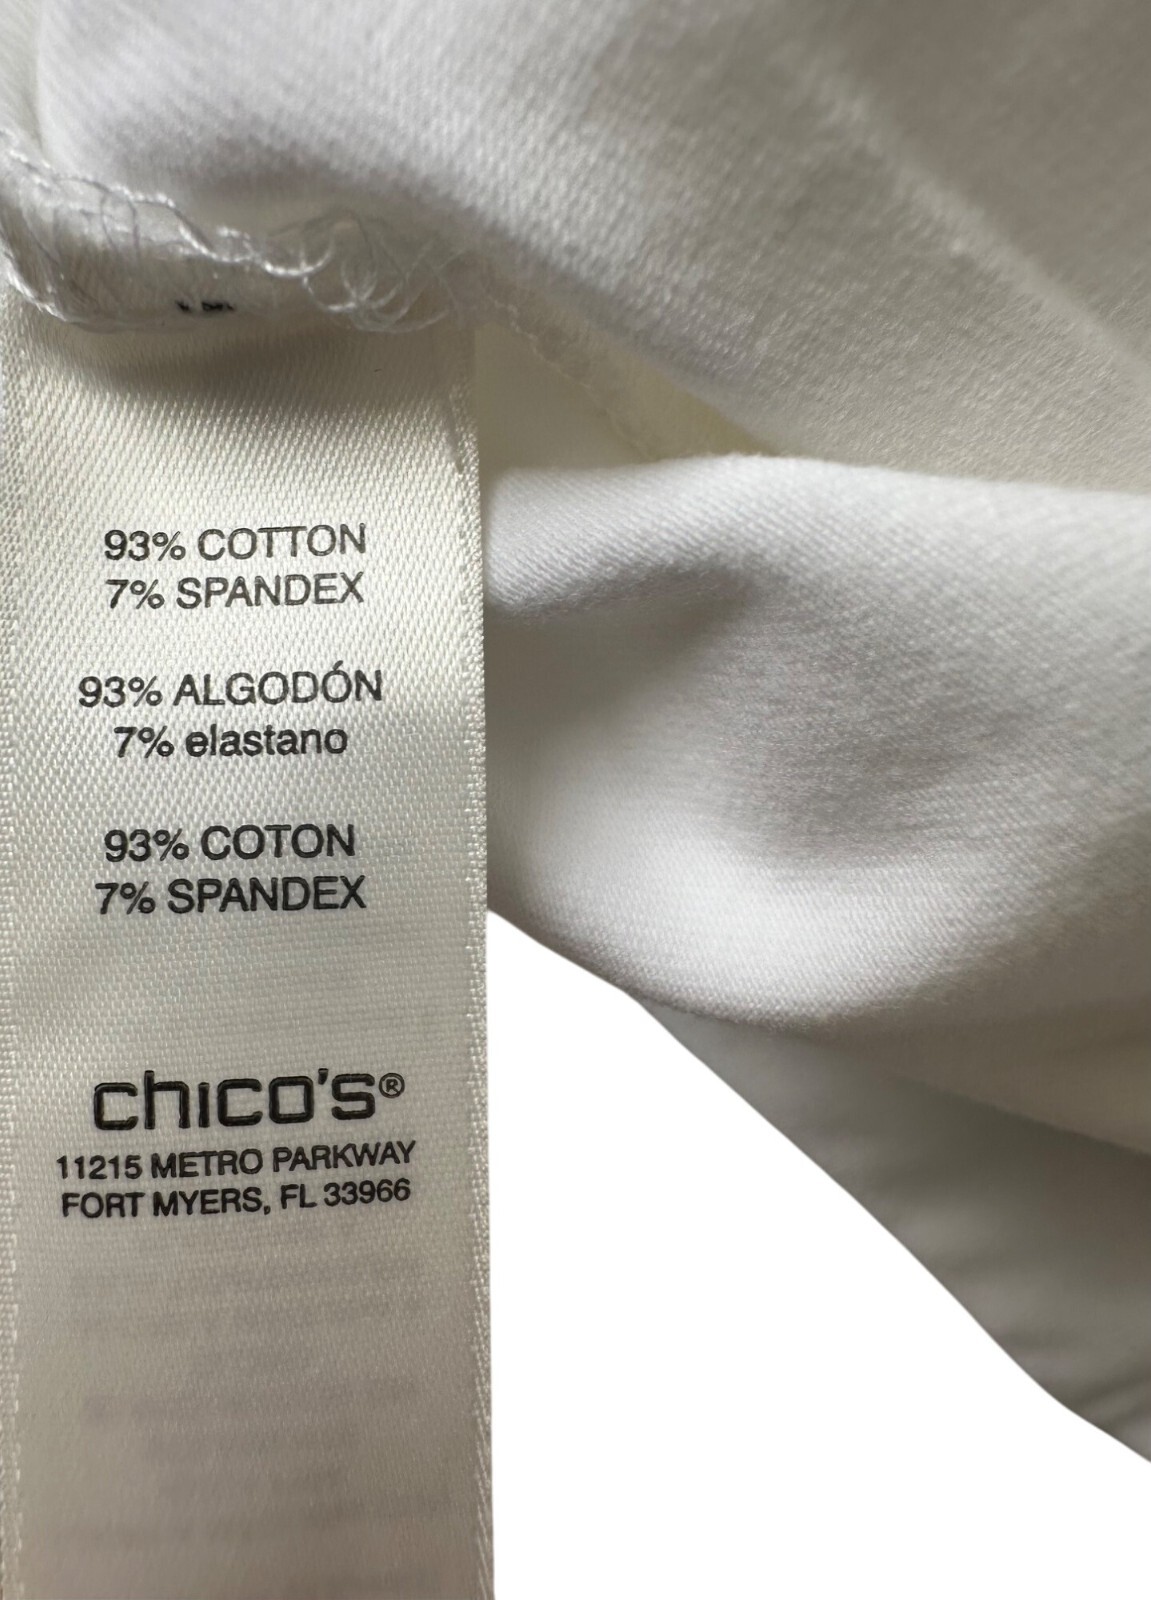 93% COTTON
7% SPANDEX
93% ALGODÓN
7% elastano
93% COTON
7% SPANDEX
chico's®
11215 METRO PARKWAY
FORT MYERS, FL 33966